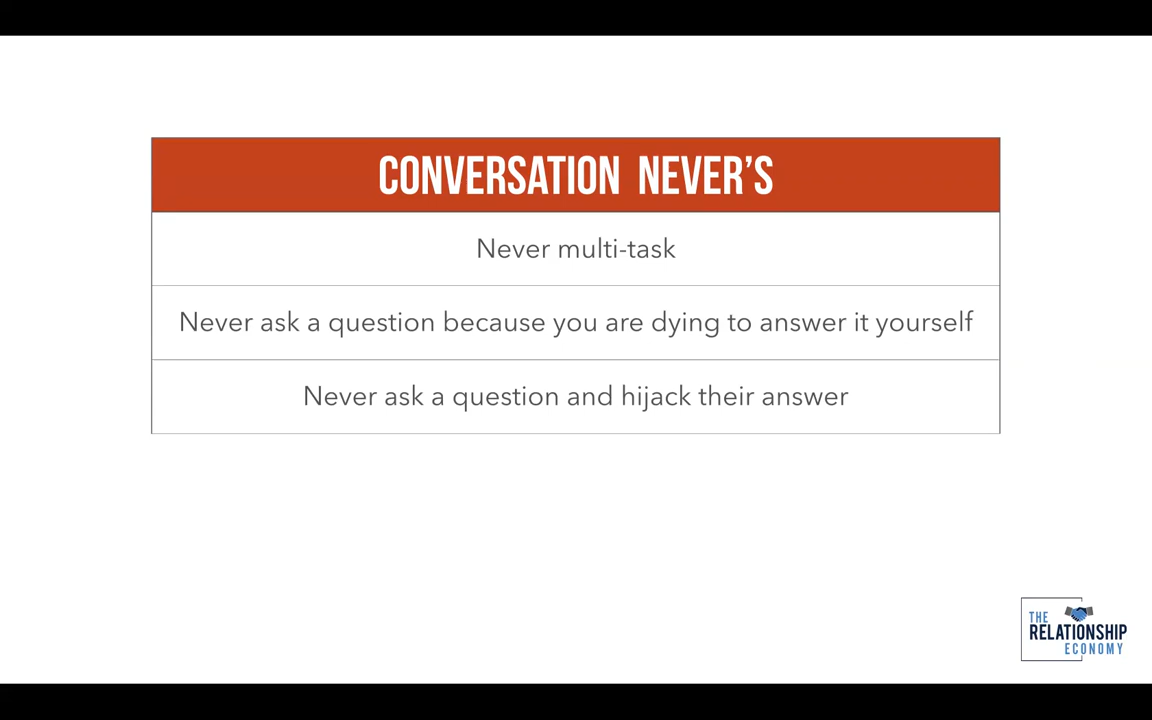 CONVERSATION NEVER’S
Never multi-task
Never ask a question because you are dying to answer it yourself
Never ask a question and hijack their answer
THE
RELATIONSHIP
ECONOMY